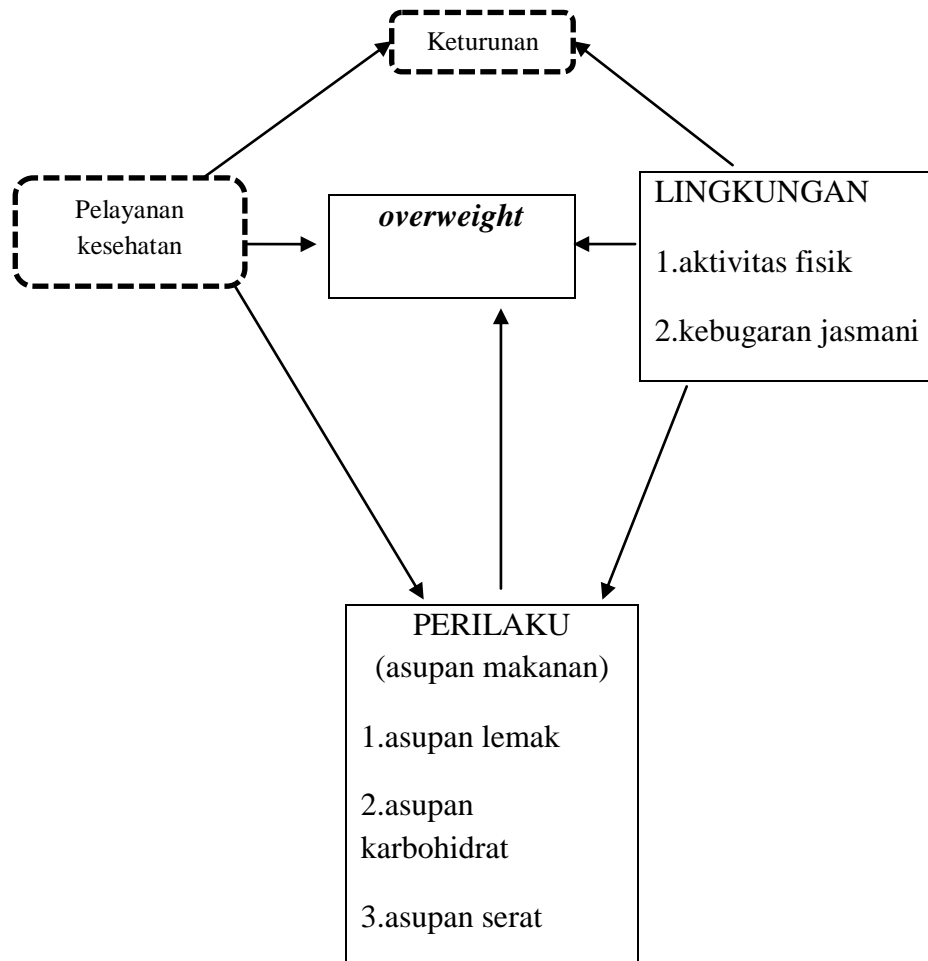 Keturunan
Pelayanan
kesehatan
overweight
LINGKUNGAN
1.aktivitas fisik
2.kebugaran jasmani
PERILAKU
(asupan makanan)
1.asupan lemak
2.asupan
karbohidrat
3.asupan serat